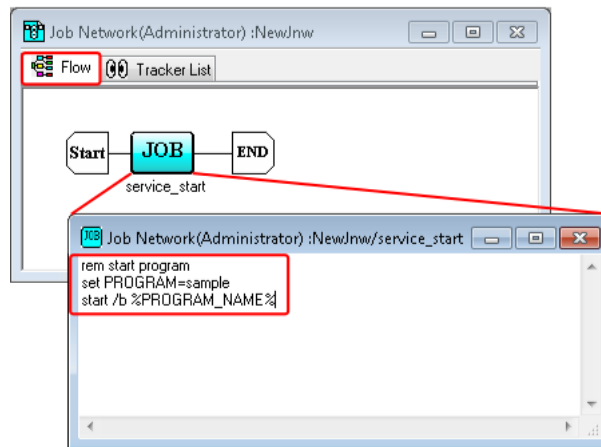 Job Network(Administrator) :NewJnw
Flow Tracker List
Start JOB END
service_start
JOB Job Network(Administrator) :NewJnw/service_start
rem start program
set PROGRAM=sample
start /b %PROGRAM_NAME%